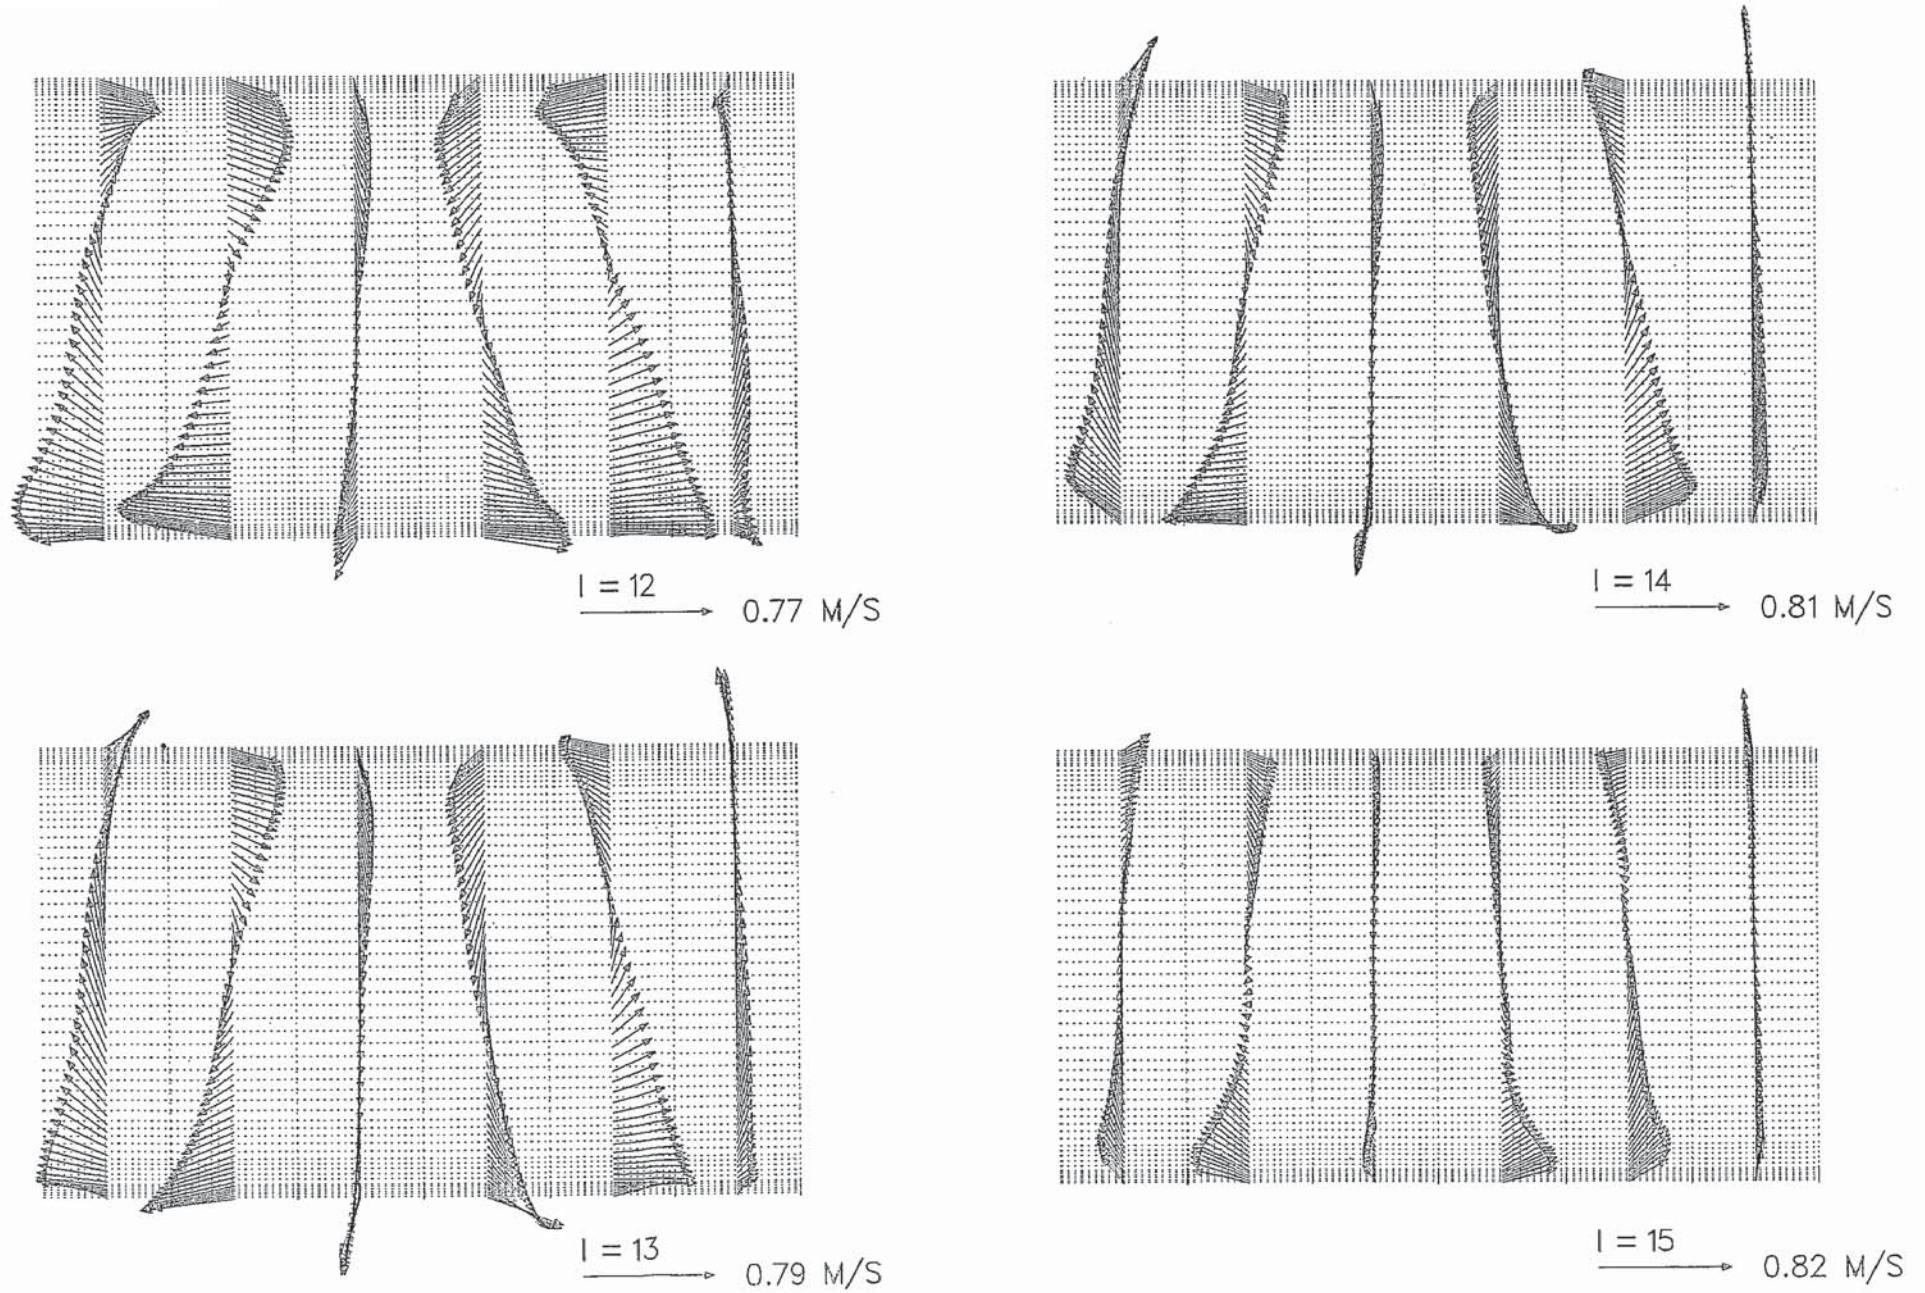 I = 12
0.77 M/S
I = 14
0.81 M/S
I = 13
0.79 M/S
I = 15
0.82 M/S